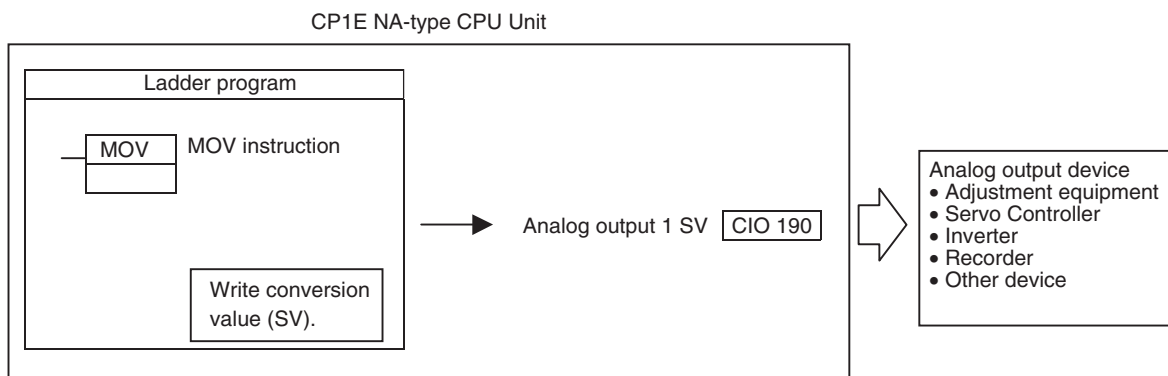 CP1E NA-type CPU Unit
Ladder program
MOV
MOV instruction
Write conversion
value (SV).
Analog output 1 SV
CIO 190
Analog output device
• Adjustment equipment
• Servo Controller
• Inverter
• Recorder
• Other device